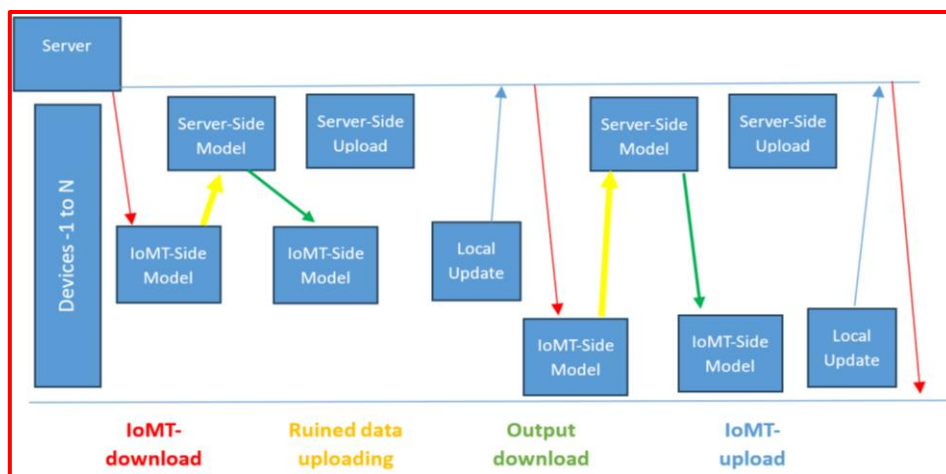 Server
Server-Side
Model
Server-Side
Upload
Server-Side
Model
Server-Side
Upload
Devices -1 to N
IoMT-Side
Model
IoMT-Side
Model
Local
Update
IoMT-Side
Model
IoMT-Side
Model
Local
Update
IoMT-
download
Ruined data
uploading
Output
download
IoMT-
upload